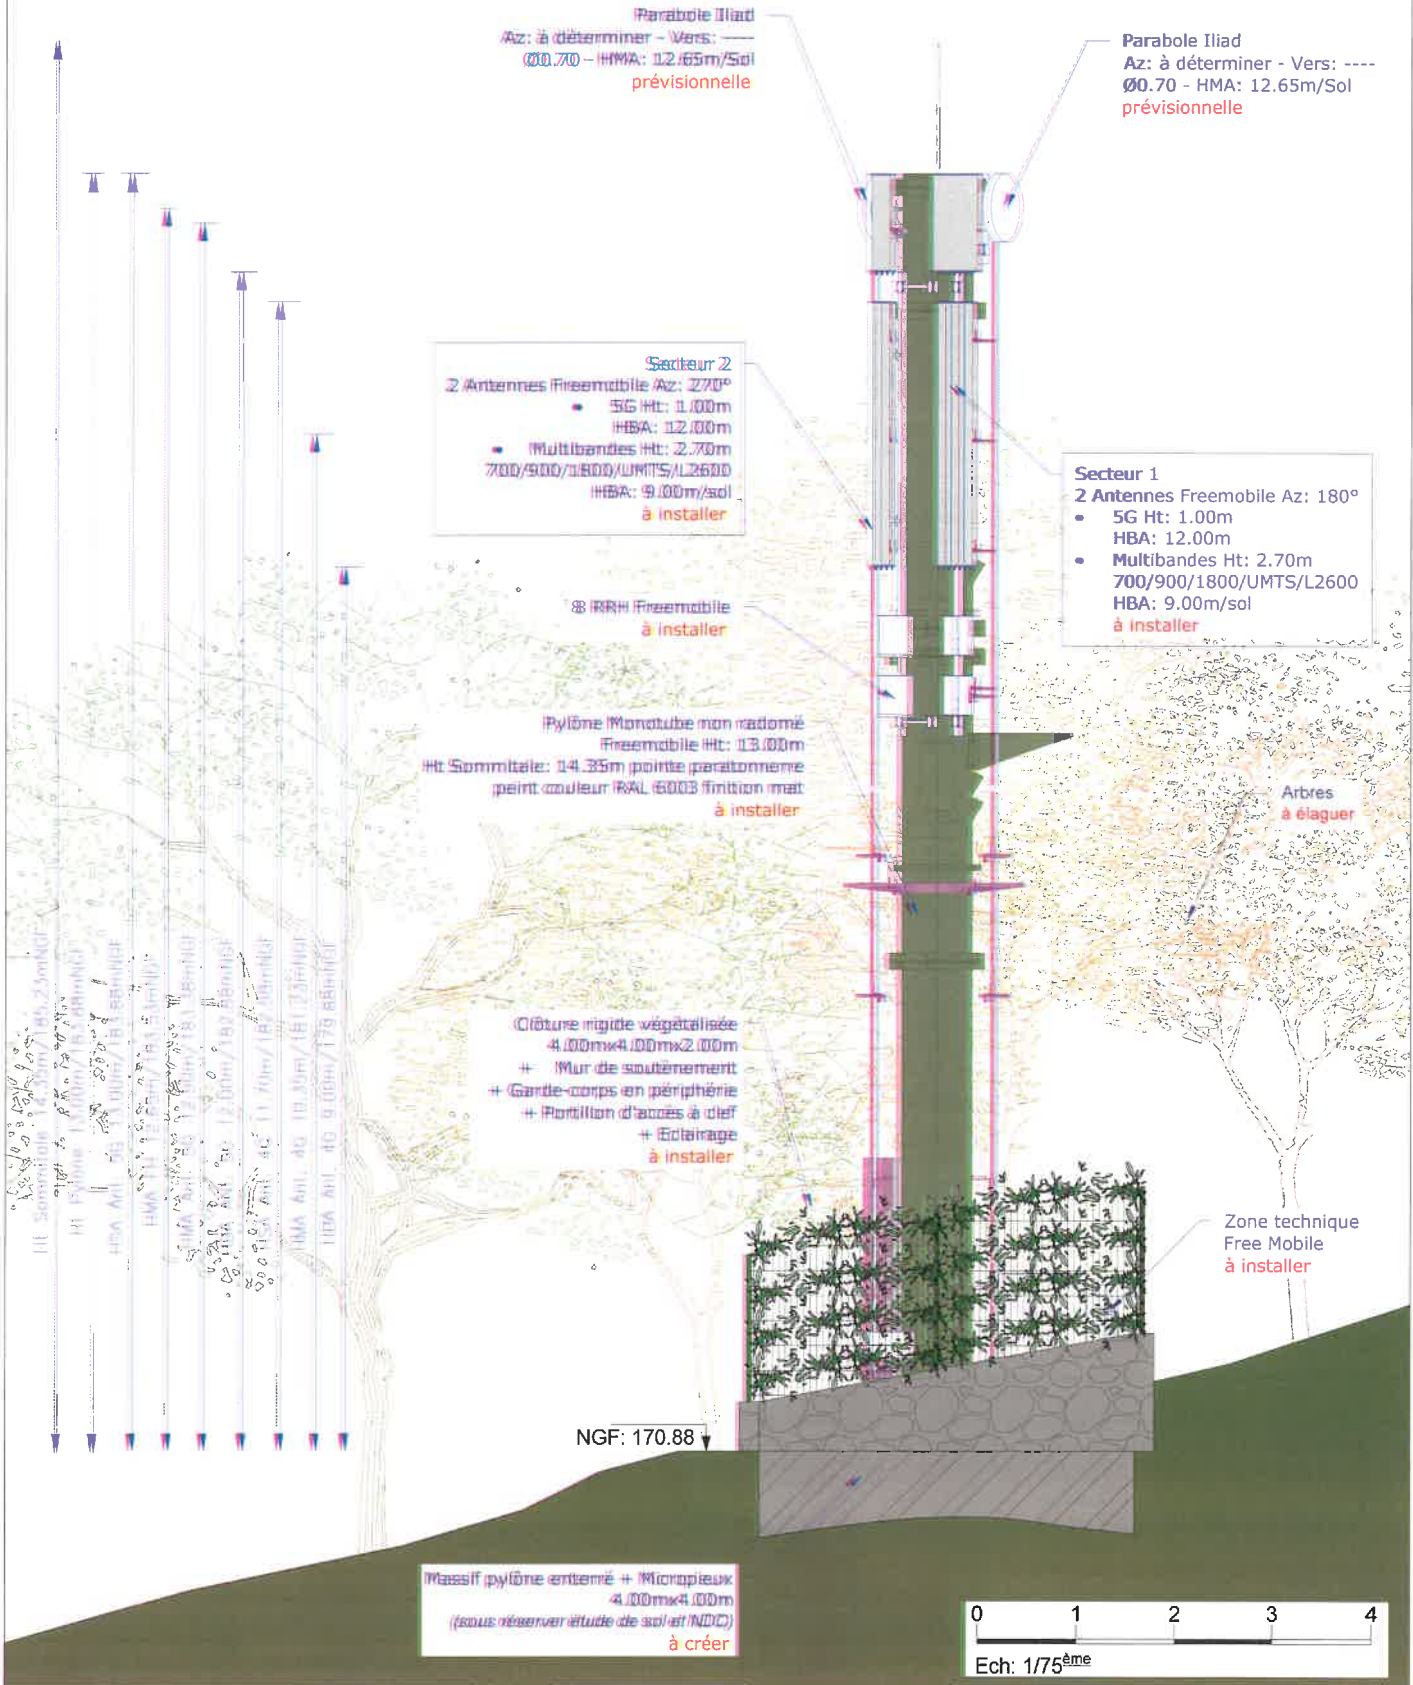 Parabole Iliad
Az: à déterminer - Vers: ----
Ø0.70 - HMA: 12.65m/Sol
prévisionnelle
Parabole Iliad
Az: à déterminer - Vers: ----
Ø0.70 - HMA: 12.65m/Sol
prévisionnelle
Secteur 2
2 Antennes Freemobile Az: 270°
• 5G Ht: 1.00m
HBA: 12.00m
• Multibandes Ht: 2.70m
700/900/1800/UMTS/L2600
HBA: 9.00m/sol
à installer
Secteur 1
2 Antennes Freemobile Az: 180°
• 5G Ht: 1.00m
HBA: 12.00m
• Multibandes Ht: 2.70m
700/900/1800/UMTS/L2600
HBA: 9.00m/sol
à installer
8 RRH Freemobile
à installer
Pylône Monotube non radomé
Freemobile Ht: 13.00m
Ht Sommitale: 14.35m pointe paratonnerre
peint couleur RAL 6003 finition mat
à installer
Arbres
à élaguer
Clôture rigide végétalisée
4.00mx4.00mx2.00m
+ Mur de soutènement
+ Garde-corps en périphérie
+ Portillon d'accès à clef
+ Eclairage
à installer
Zone technique
Free Mobile
à installer
NGF: 170.88
Massif pylône enterré + Micropieux
4.00mx4.00m
(sous réserver étude de sol et NDC)
à créer
0 1 2 3 4
Ech: 1/75ème